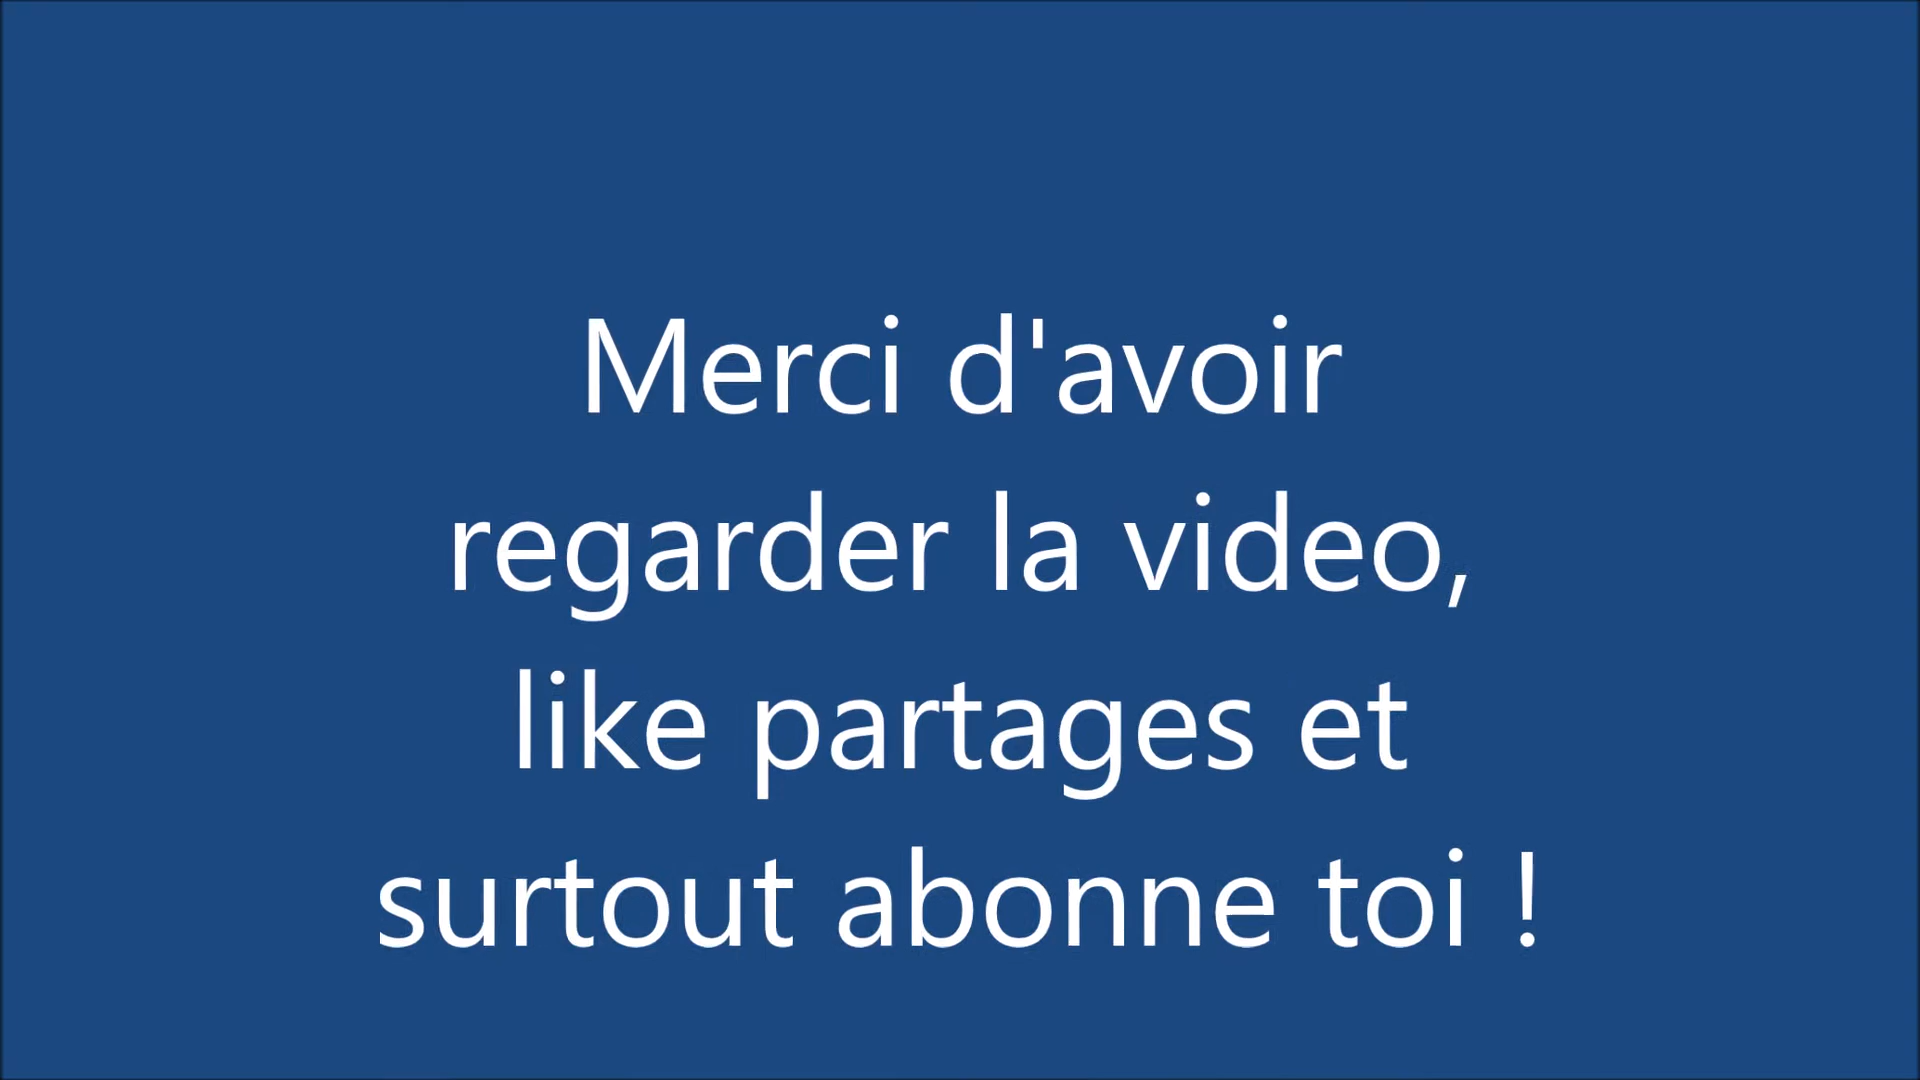 Merci d'avoir
regarder la video,
like partages et
surtout abonne toi !